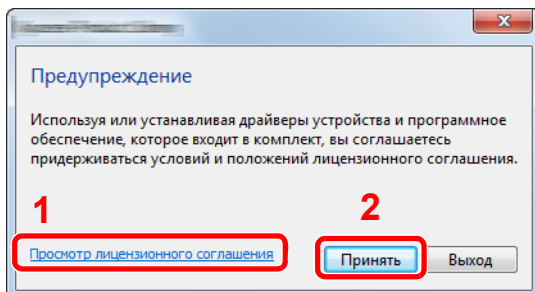 Предупреждение
Используя или устанавливая драйверы устройства и программное
обеспечение, которое входит в комплект, вы соглашаетесь
придерживаться условий и положений лицензионного соглашения.
1
2
Просмотр лицензионного соглашения
Принять
Выход